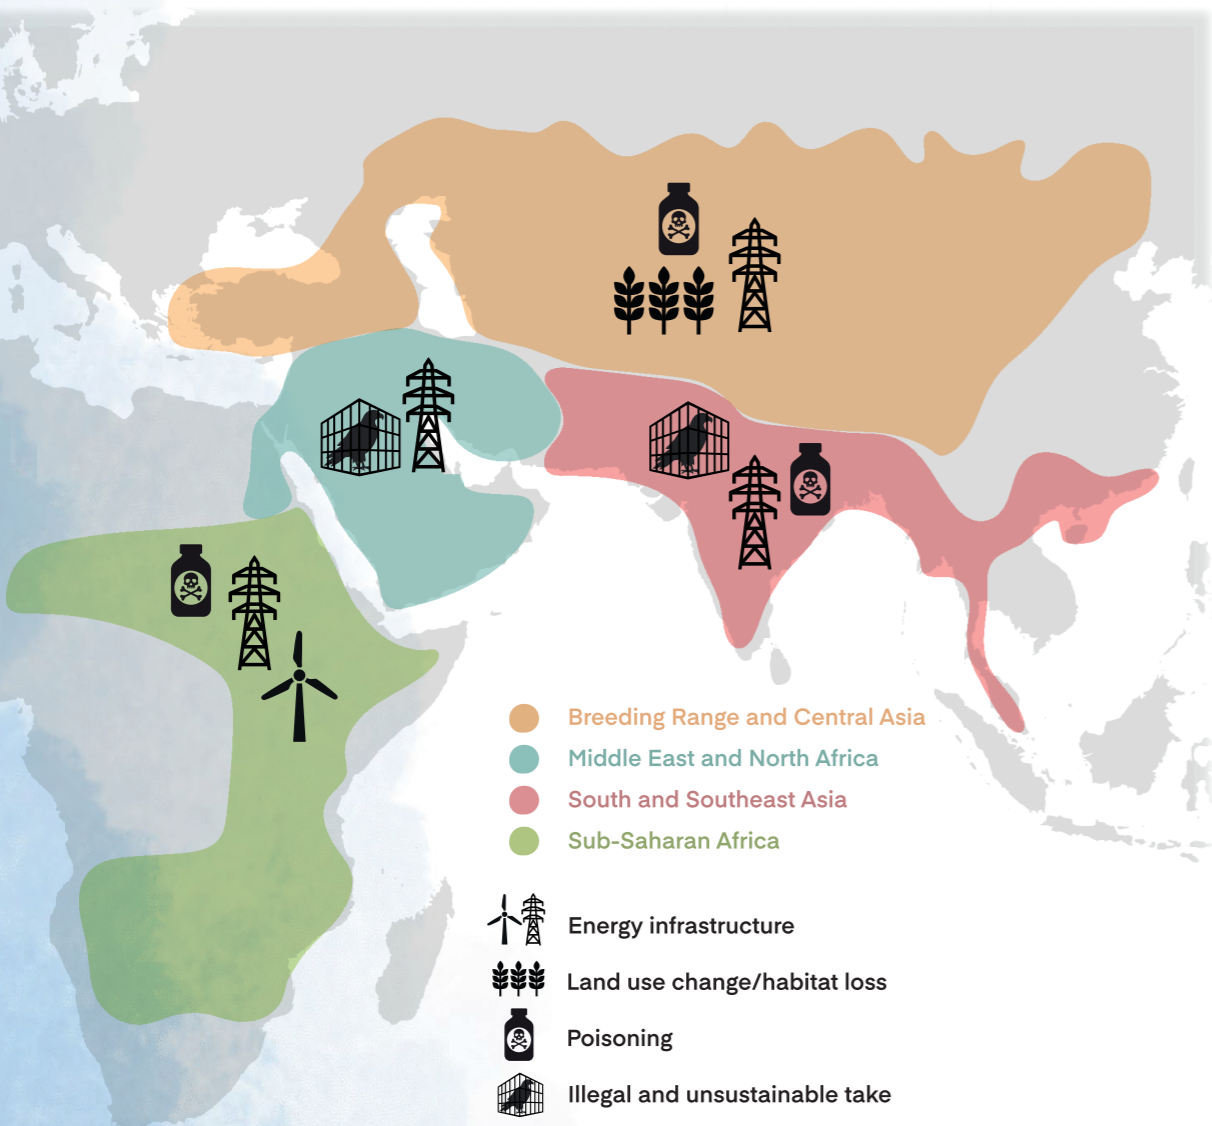 Breeding Range and Central Asia
Middle East and North Africa
South and Southeast Asia
Sub-Saharan Africa
Energy infrastructure
Land use change/habitat loss
Poisoning
Illegal and unsustainable take